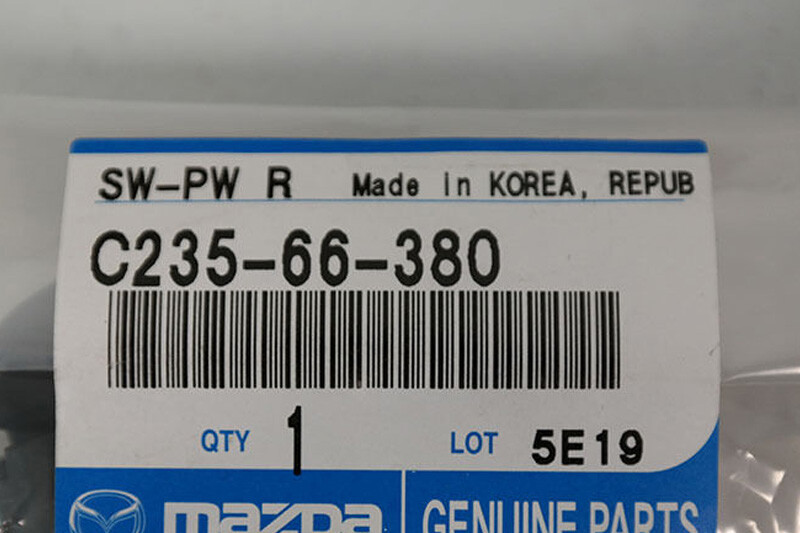 SW-PW R Made in KOREA, REPUB
C235-66-380
QTY 1 LOT 5E19
mazda GENUINE PARTS